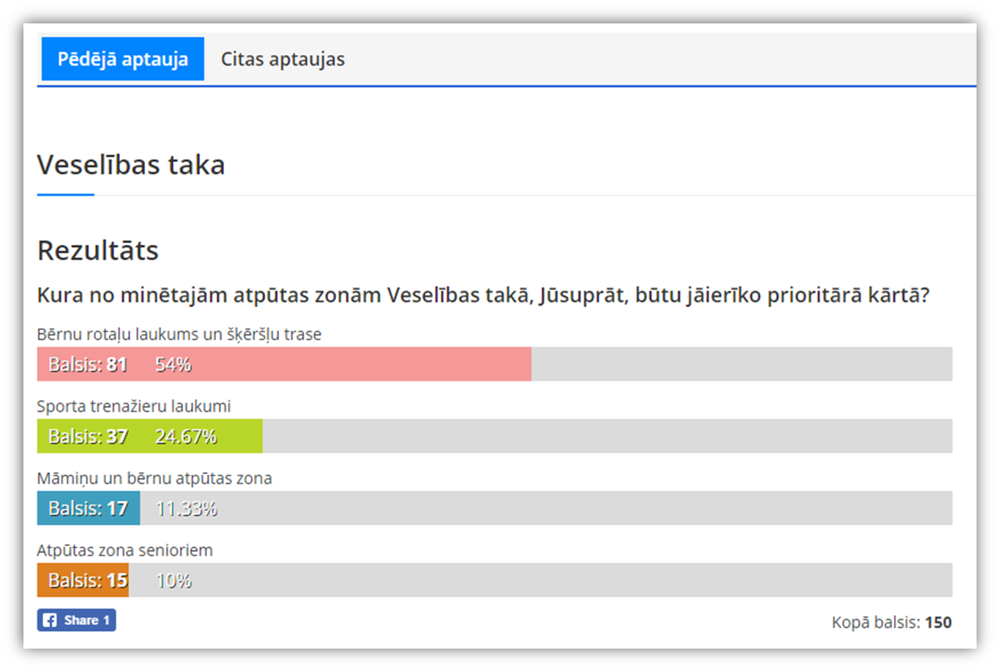 Pēdējā aptauja Citas aptaujas
Veselības taka
Rezultāts
Kura no minētajām atpūtas zonām Veselības takā, Jūsuprāt, būtu jāierīko prioritārā kārtā?
Bērnu rotaļu laukums un šķēršļu trase
Balsis: 81 54%
Sporta trenažieru laukumi
Balsis: 37 24.67%
Māmiņu un bērnu atpūtas zona
Balsis: 17 11.33%
Atpūtas zona senioriem
Balsis: 15 10%
Share 1 Kopā balsis: 150